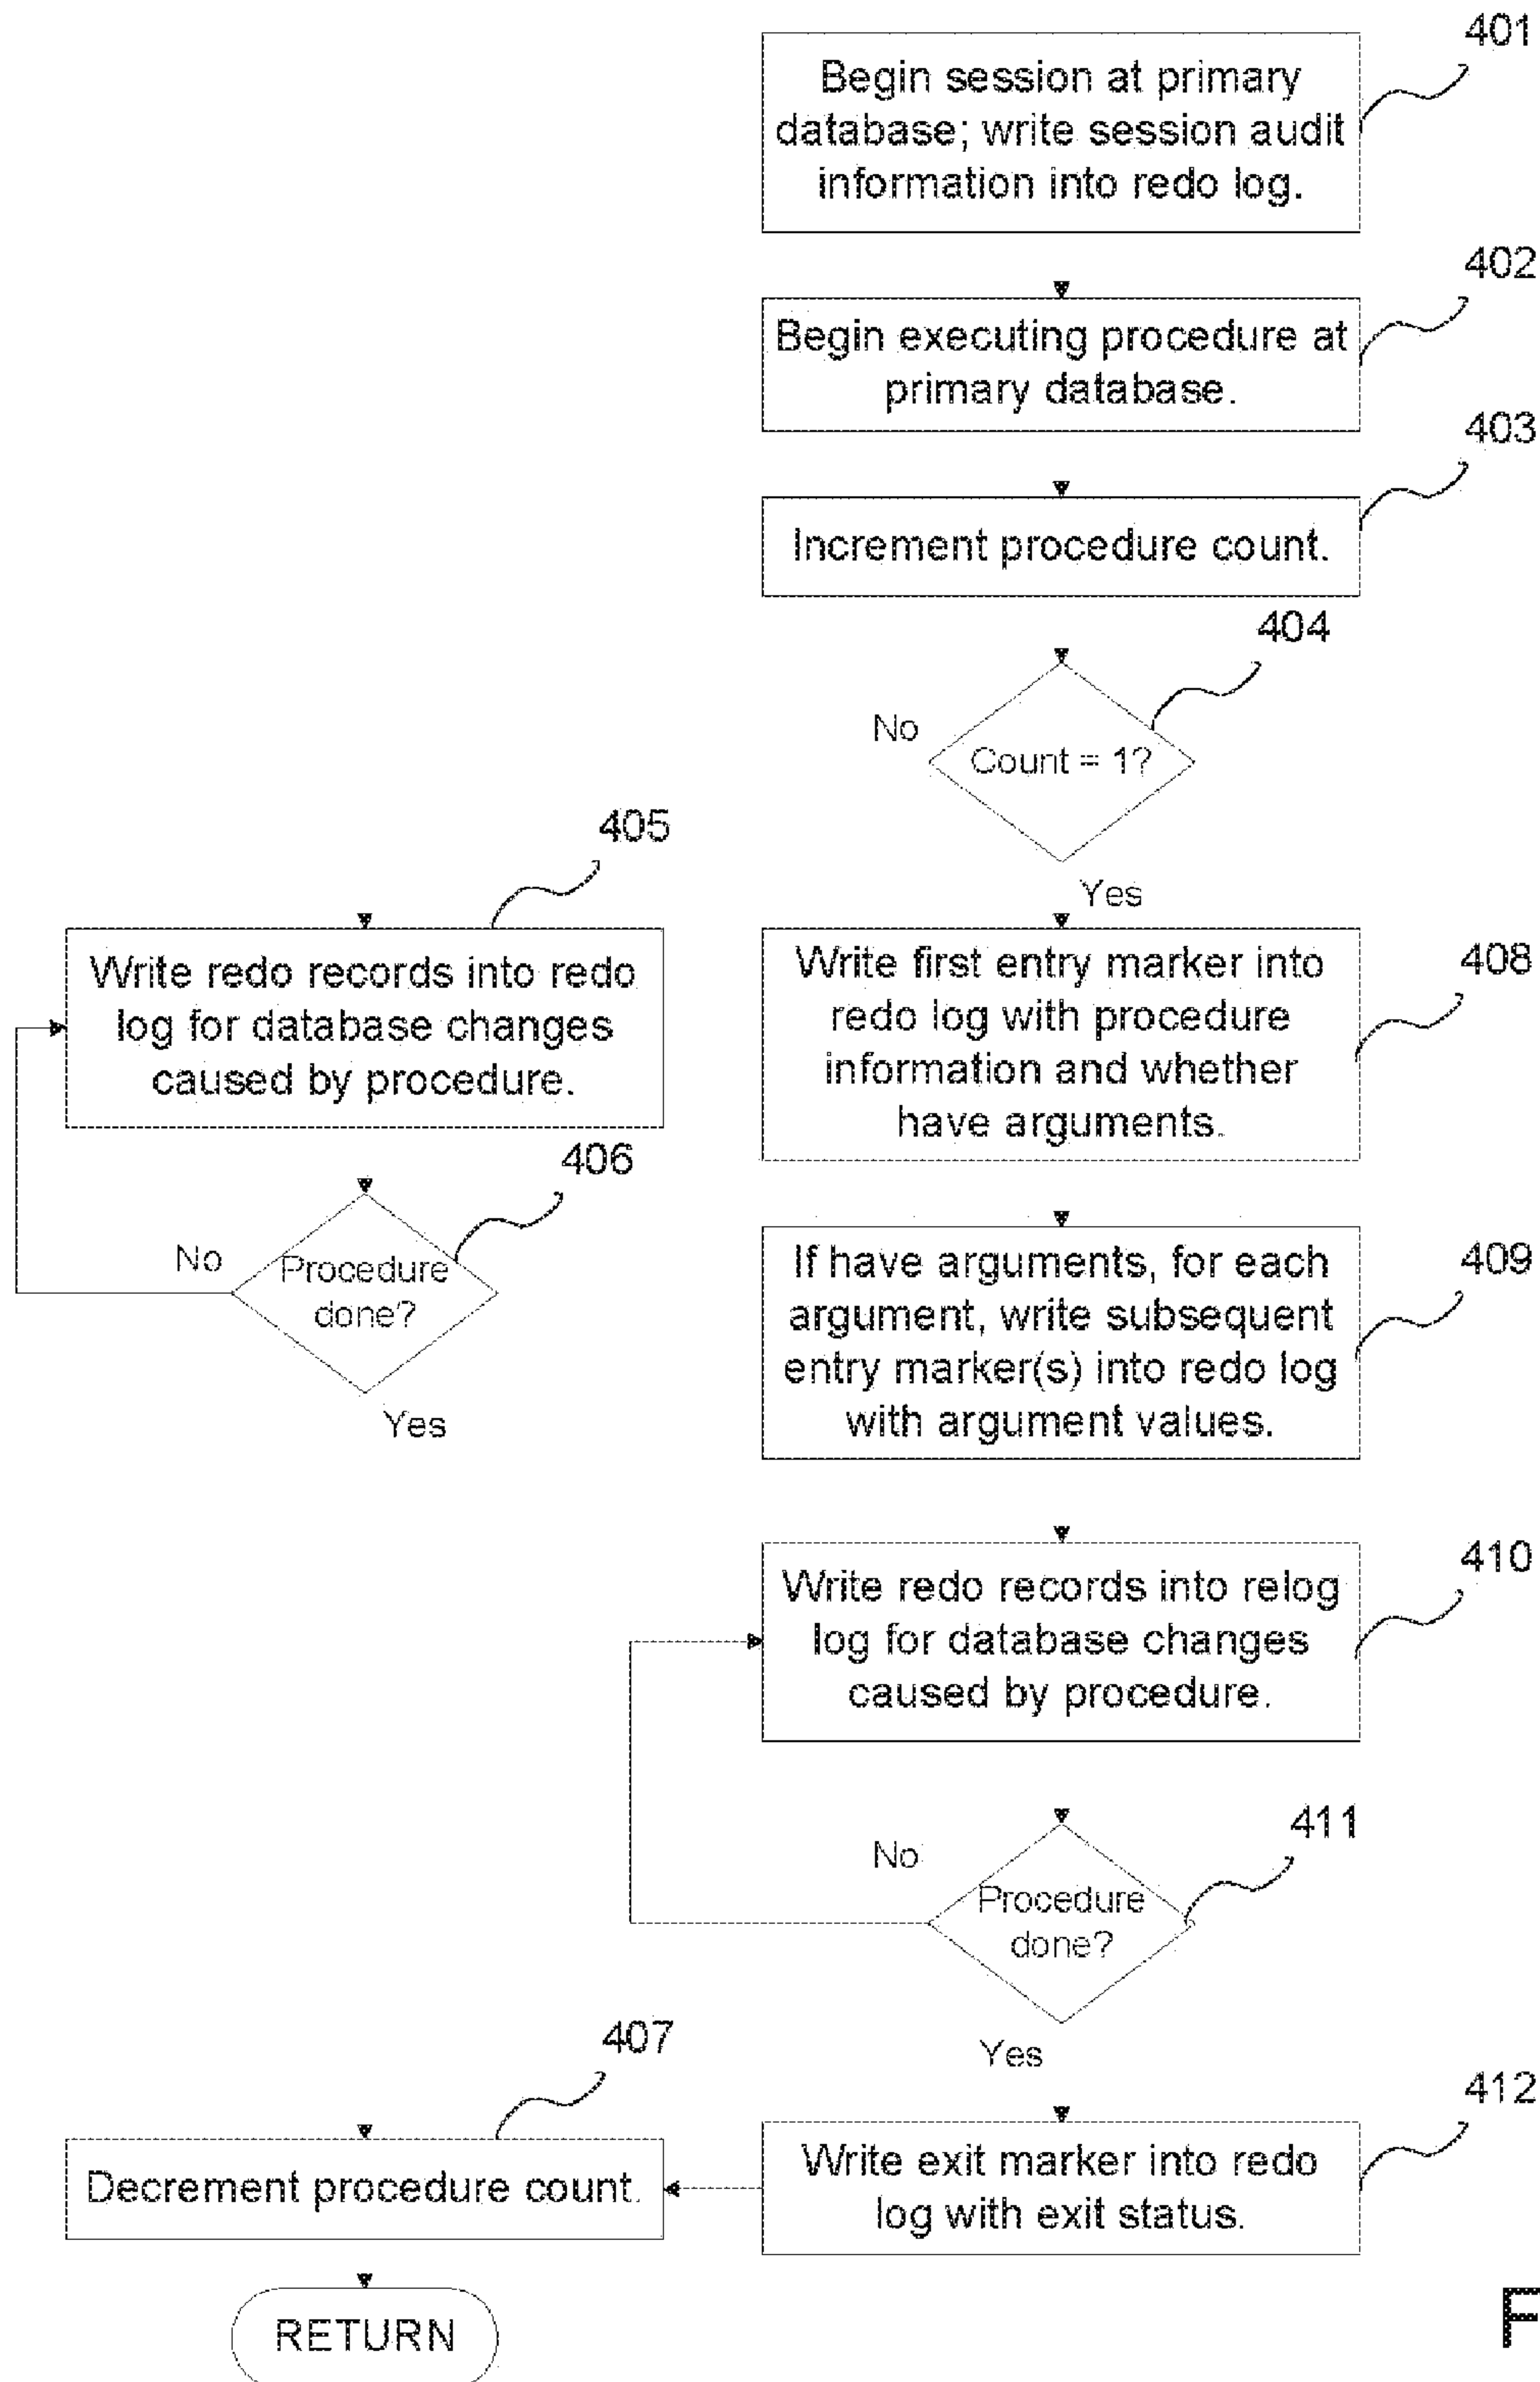 401
Begin session at primary
database; write session audit
information into redo log.
402
Begin executing procedure at
primary database.
403
Increment procedure count.
404
No
Count = 1?
Yes
405
Write redo records into redo
log for database changes
caused by procedure.
406
No
Procedure
done?
Yes
408
Write first entry marker into
redo log with procedure
information and whether
have arguments.
409
If have arguments, for each
argument, write subsequent
entry marker(s) into redo log
with argument values.
410
Write redo records into relog
log for database changes
caused by procedure.
411
No
Procedure
done?
Yes
407
Decrement procedure count.
412
Write exit marker into redo
log with exit status.
RETURN
F